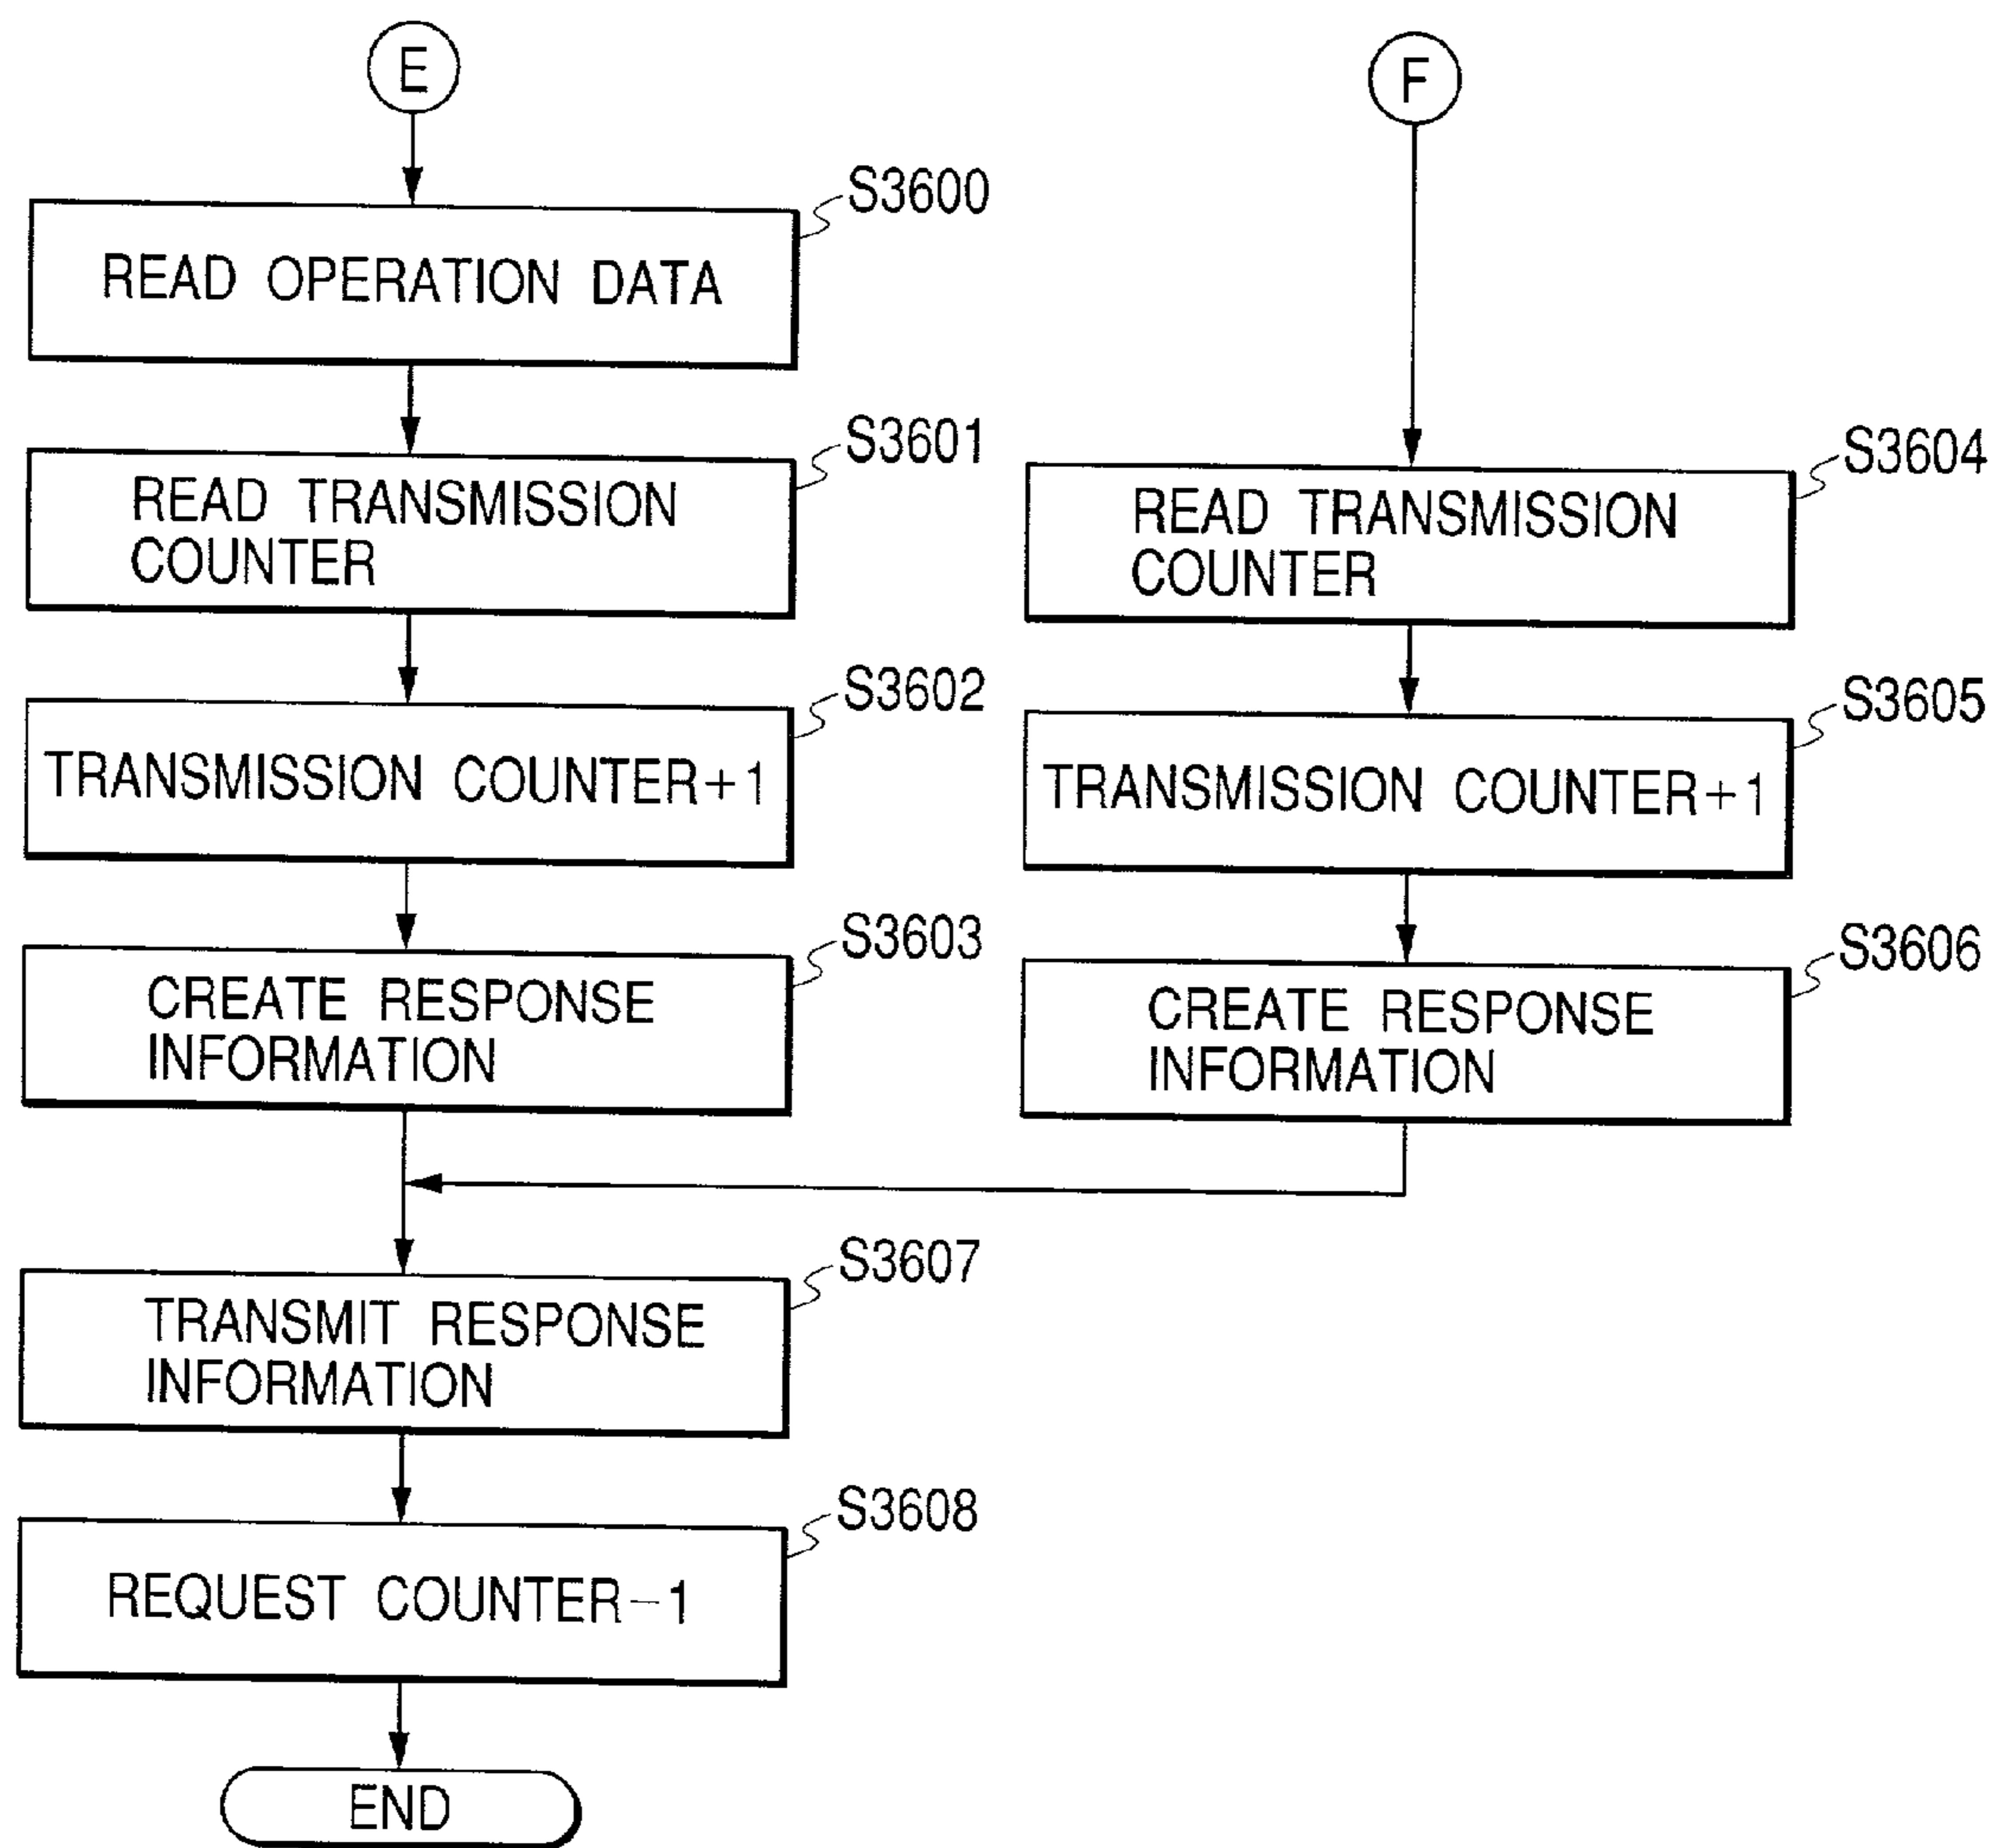 E
S3600
READ OPERATION DATA
S3601
READ TRANSMISSION
COUNTER
S3602
TRANSMISSION COUNTER+1
S3603
CREATE RESPONSE
INFORMATION
F
S3604
READ TRANSMISSION
COUNTER
S3605
TRANSMISSION COUNTER+1
S3606
CREATE RESPONSE
INFORMATION
S3607
TRANSMIT RESPONSE
INFORMATION
S3608
REQUEST COUNTER−1
END